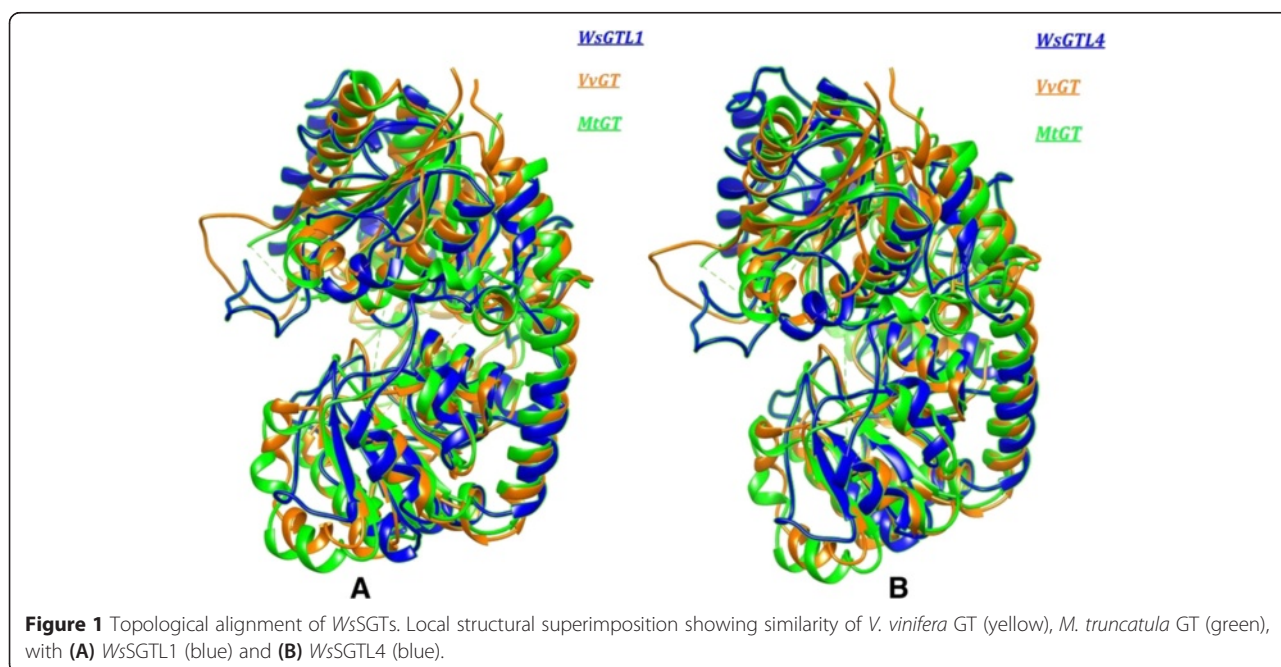 WsGTL1
VvGT
MtGT
WsGTL4
VvGT
MtGT
A
B
Figure 1 Topological alignment of WsSGTs. Local structural superimposition showing similarity of V. vinifera GT (yellow), M. truncatula GT (green),
with (A) WsSGTL1 (blue) and (B) WsSGTL4 (blue).